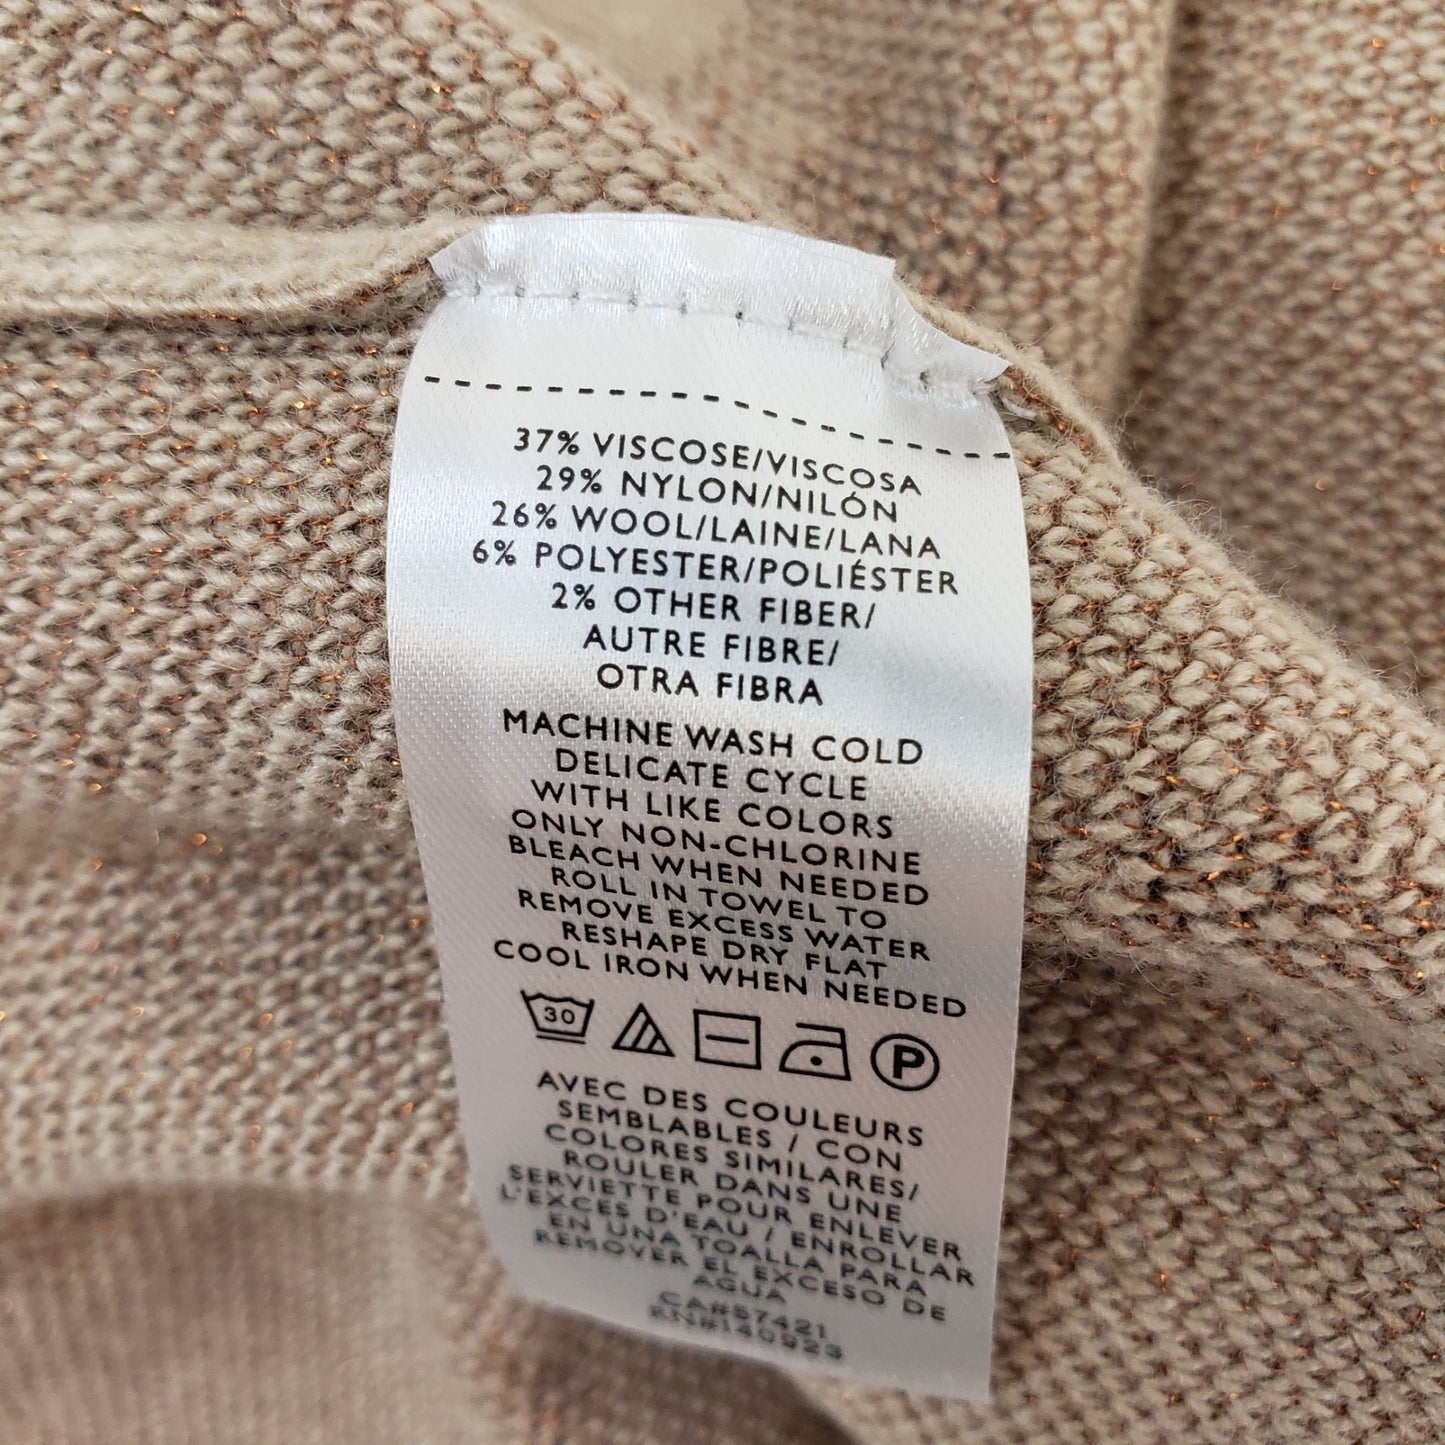 37% VISCOSE/VISCOSA
29% NYLON/NILÓN
26% WOOL/LAINE/LANA
6% POLYESTER/POLIÉSTER
2% OTHER FIBER/
AUTRE FIBRE/
OTRA FIBRA
MACHINE WASH COLD
DELICATE CYCLE
WITH LIKE COLORS
ONLY NON-CHLORINE
BLEACH WHEN NEEDED
ROLL IN TOWEL TO
REMOVE EXCESS WATER
RESHAPE DRY FLAT
COOL IRON WHEN NEEDED
30 P
AVEC DES COULEURS
SEMBLABLES / CON
COLORES SIMILARES/
ROULER DANS UNE
SERVIETTE POUR ENLEVER
L'EXCES D'EAU / ENROLLAR
EN UNA TOALLA PARA
REMOVER EL EXCESO DE
AGUA
CA#57421
RN#140923